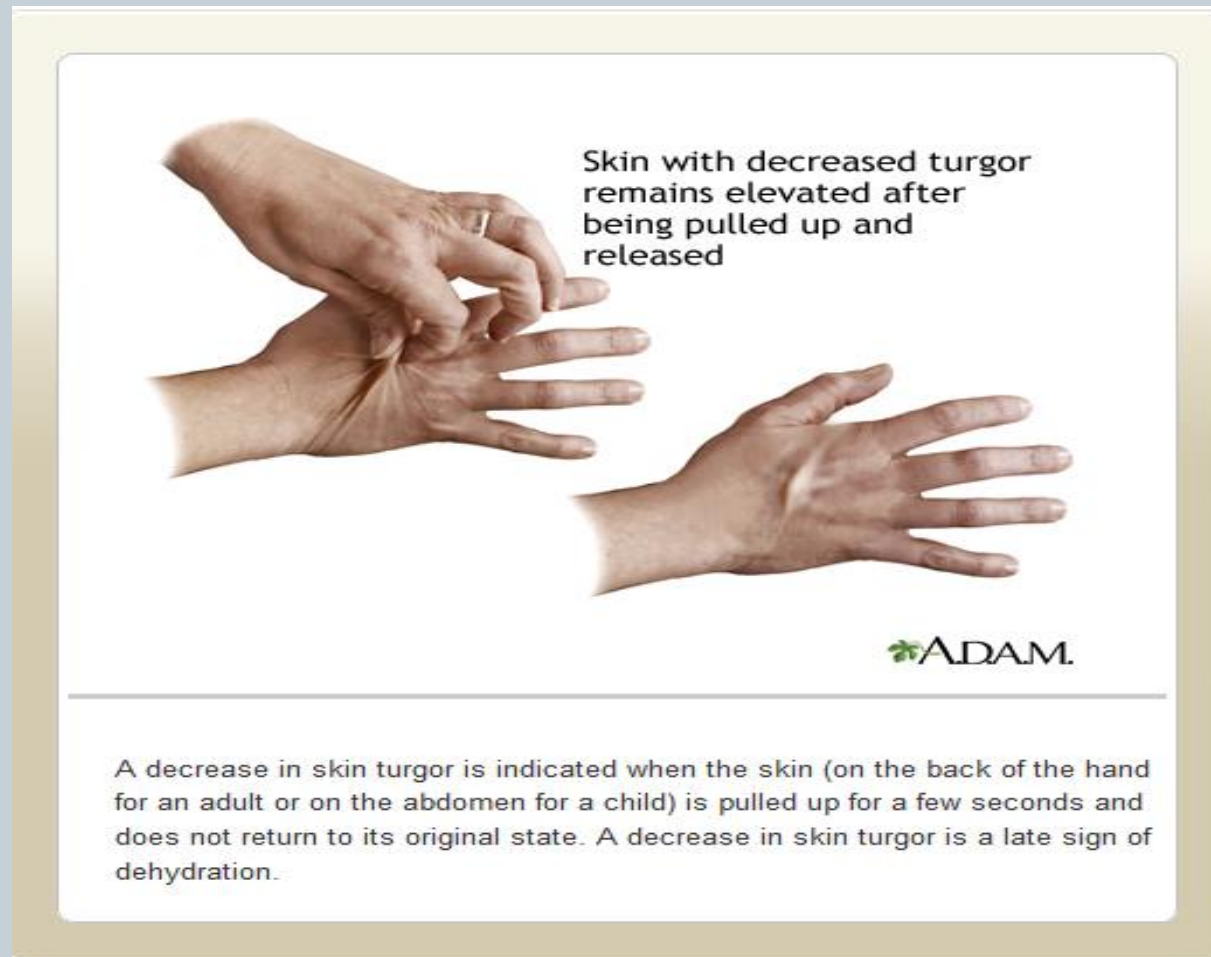 Skin with decreased turgor
remains elevated after
being pulled up and
released
A.D.A.M.
A decrease in skin turgor is indicated when the skin (on the back of the hand
for an adult or on the abdomen for a child) is pulled up for a few seconds and
does not return to its original state. A decrease in skin turgor is a late sign of
dehydration.